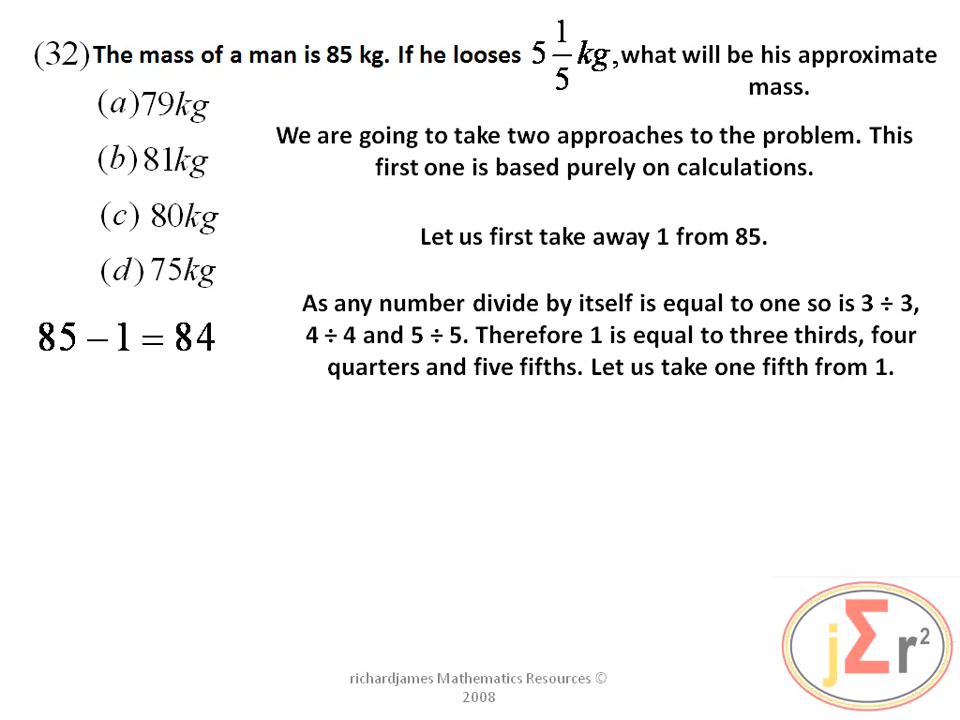 (32) The mass of a man is 85 kg. If he looses 5 1/5 kg, what will be his approximate
mass.
(a) 79kg
We are going to take two approaches to the problem. This
first one is based purely on calculations.
(b) 81kg
(c) 80kg
Let us first take away 1 from 85.
(d) 75kg
85 – 1 = 84
As any number divide by itself is equal to one so is 3 ÷ 3,
4 ÷ 4 and 5 ÷ 5. Therefore 1 is equal to three thirds, four
quarters and five fifths. Let us take one fifth from 1.
richardjames Mathematics Resources ©
2008
jΣr²